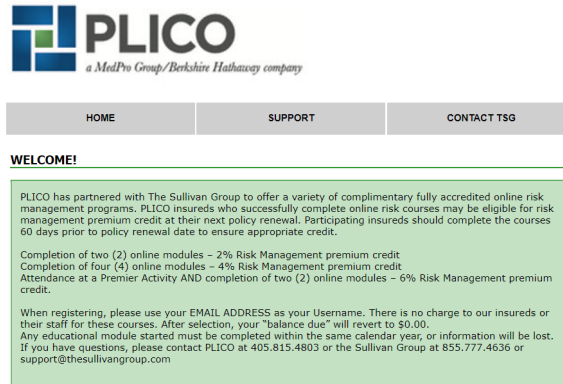 PLICO
a MedPro Group/Berkshire Hathaway company
HOME
SUPPORT
CONTACT TSG
WELCOME!
PLICO has partnered with The Sullivan Group to offer a variety of complimentary fully accredited online risk
management programs. PLICO insureds who successfully complete online risk courses may be eligible for risk
management premium credit at their next policy renewal. Participating insureds should complete the courses
60 days prior to policy renewal date to ensure appropriate credit.
Completion of two (2) online modules – 2% Risk Management premium credit
Completion of four (4) online modules – 4% Risk Management premium credit
Attendance at a Premier Activity AND completion of two (2) online modules – 6% Risk Management premium
credit.
When registering, please use your EMAIL ADDRESS as your Username. There is no charge to our insureds or
their staff for these courses. After selection, your “balance due” will revert to $0.00.
Any educational module started must be completed within the same calendar year, or information will be lost.
If you have questions, please contact PLICO at 405.815.4803 or the Sullivan Group at 855.777.4636 or
support@thesullivangroup.com